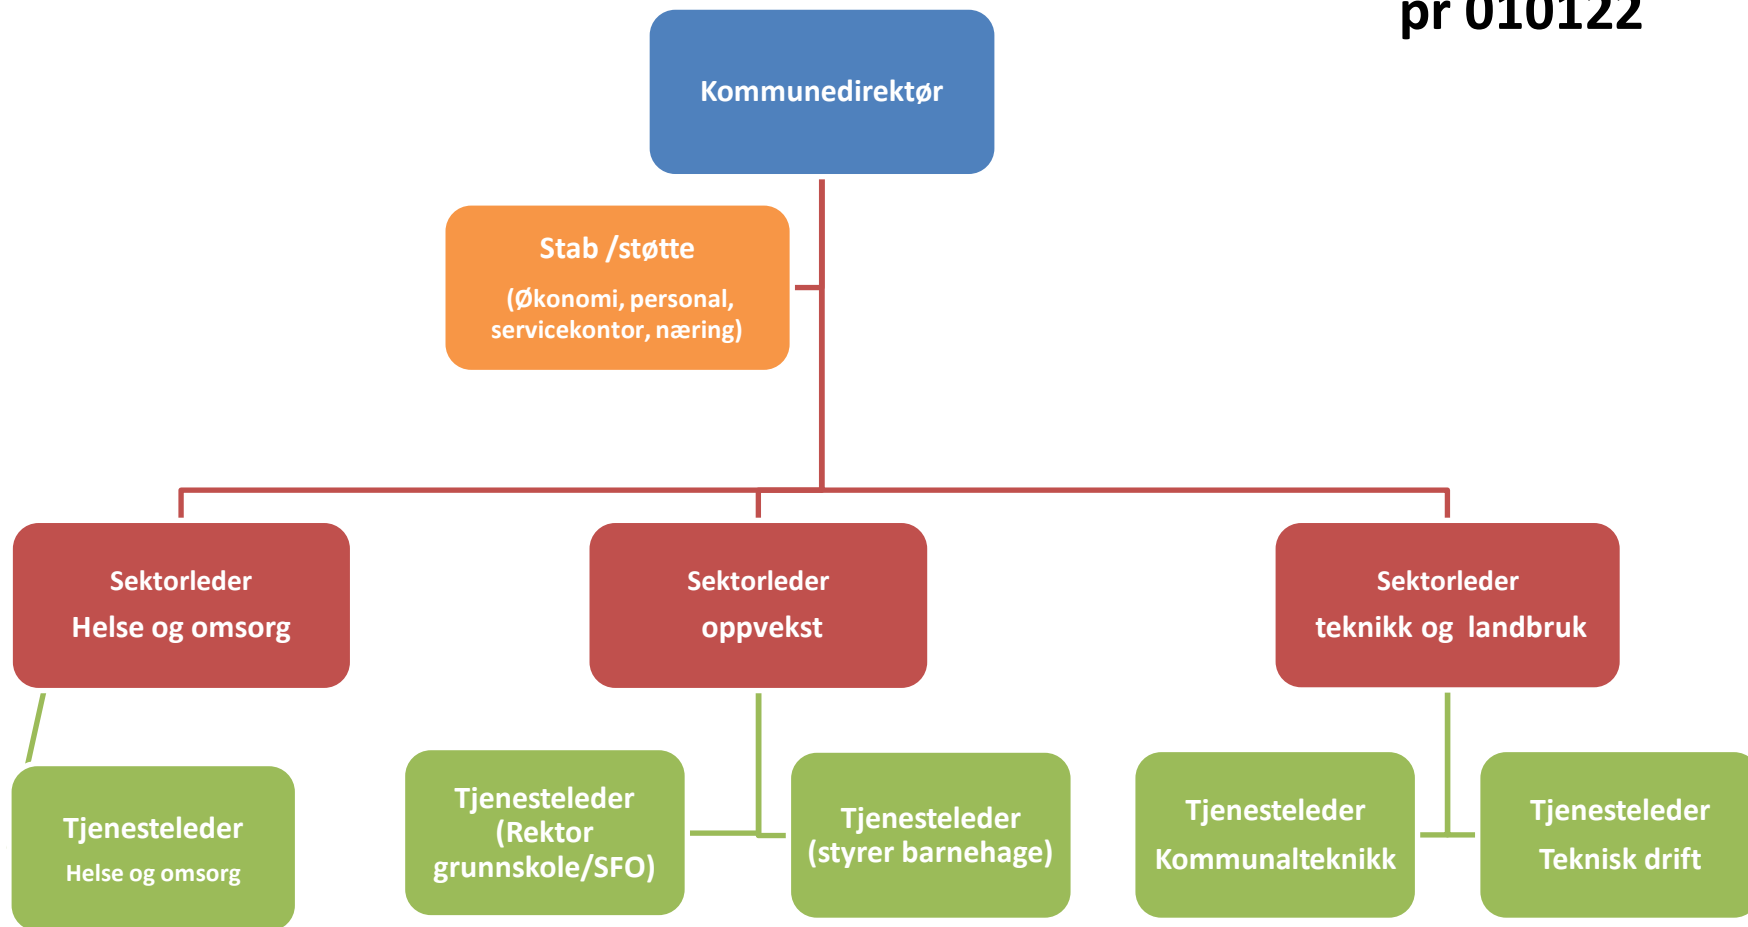 pr 010122
Kommunedirektør
Stab /støtte
(Økonomi, personal,
servicekontor, næring)
Sektorleder
Helse og omsorg
Sektorleder
oppvekst
Sektorleder
teknikk og  landbruk
Tjenesteleder
Helse og omsorg
Tjenesteleder
(Rektor
grunnskole/SFO)
Tjenesteleder
(styrer barnehage)
Tjenesteleder
Kommunalteknikk
Tjenesteleder
Teknisk drift